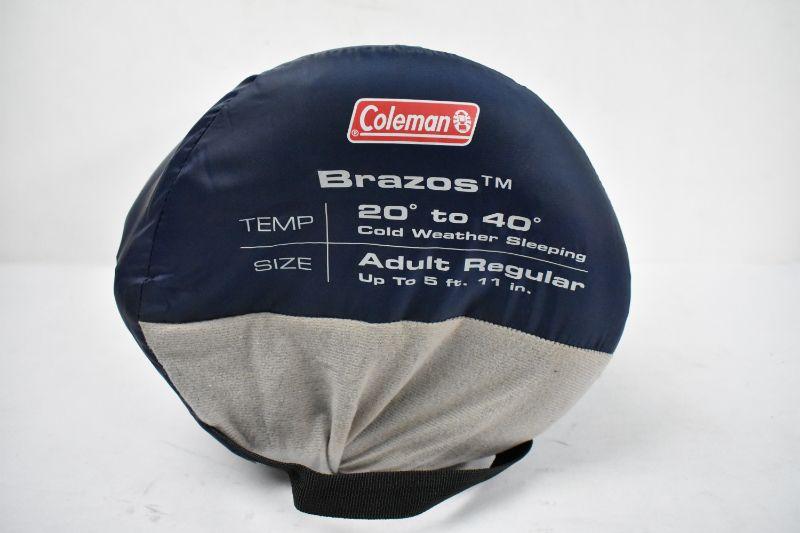 Coleman ®
Brazos™
TEMP 20° to 40°
Cold Weather Sleeping
SIZE Adult Regular
Up To 5 ft. 11 in.